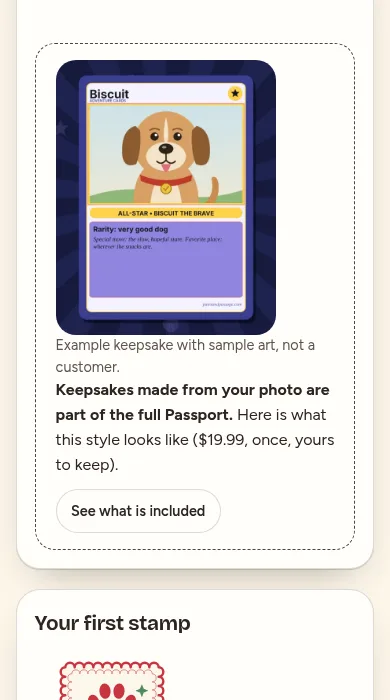 Biscuit
ADVENTURE CARDS
ALL-STAR • BISCUIT THE BRAVE
Rarity: very good dog
Special moves: the slow, hopeful stare. Favorite place:
wherever the snacks are.
Example keepsake with sample art, not a
customer.
Keepsakes made from your photo are
part of the full Passport. Here is what
this style looks like ($19.99, once, yours
to keep).
See what is included
Your first stamp